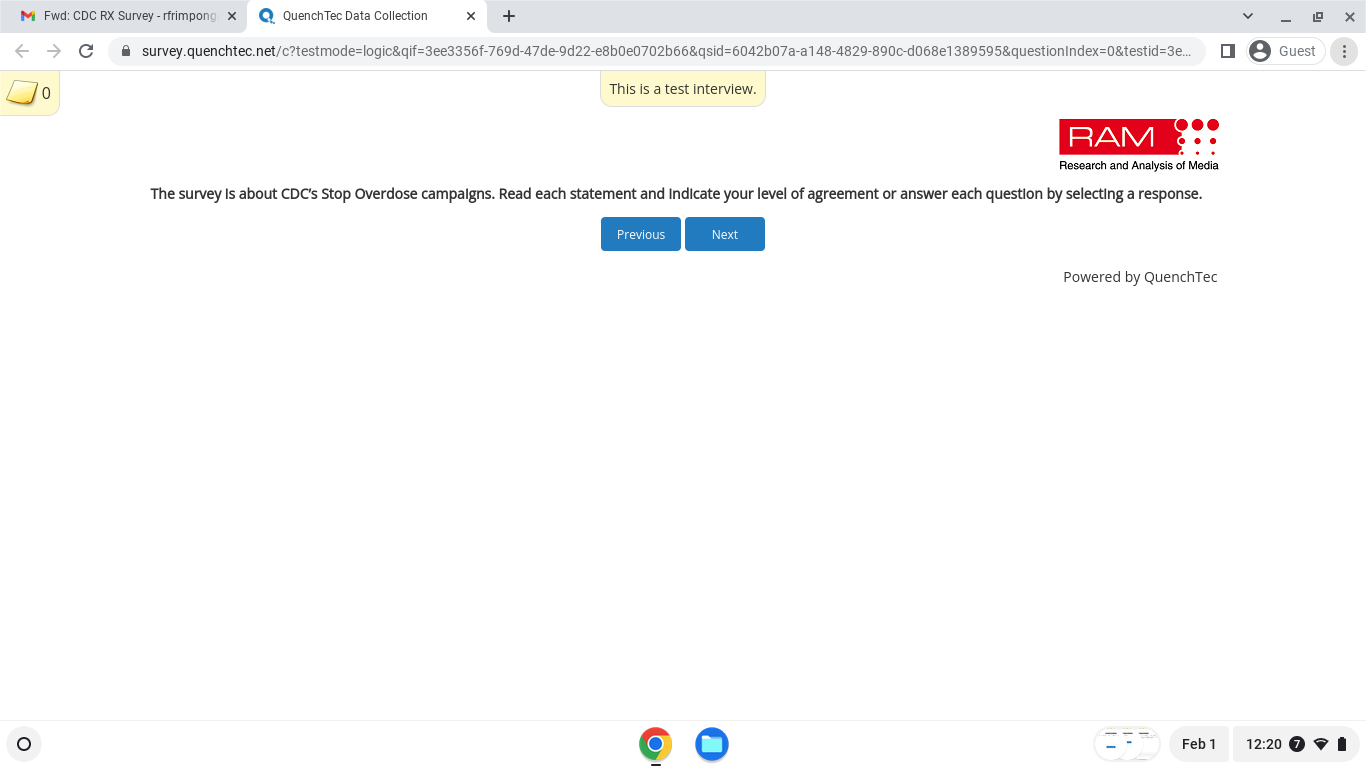 Fwd: CDC RX Survey - rfrimpong
QuenchTec Data Collection
survey.quenchtec.net/c?testmode=logic&qif=3ee3356f-769d-47de-9d22-e8b0e0702b66&qsid=6042b07a-a148-4829-890c-d068e1389595&questionIndex=0&testid=3e...
Guest
0
This is a test interview.
RAM
Research and Analysis of Media
The survey is about CDC's Stop Overdose campaigns. Read each statement and indicate your level of agreement or answer each question by selecting a response.
Previous
Next
Powered by QuenchTec
Feb 1
12:20
7